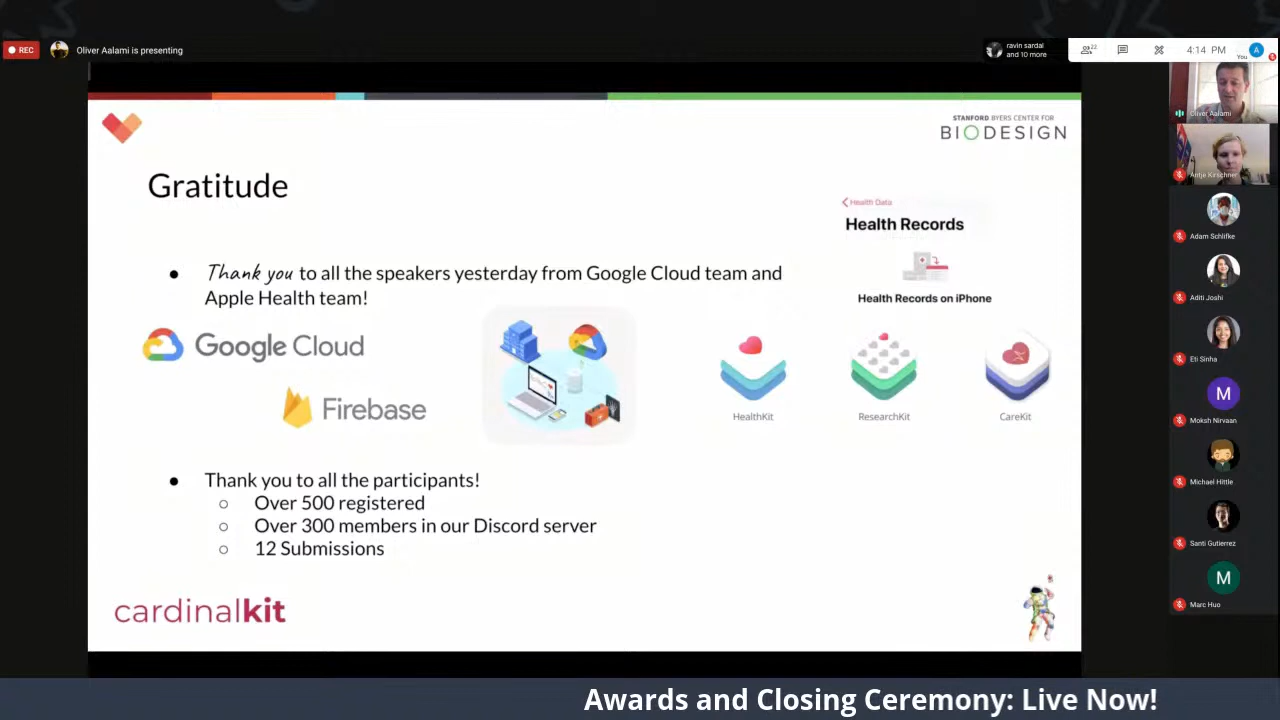 REC
Oliver Aalami is presenting
ravin sardal
and 10 more
22
4:14 PM
You
A
STANFORD BYERS CENTER FOR
BIODESIGN
Gratitude
Health Data
Health Records
Health Records on iPhone
Thank you to all the speakers yesterday from Google Cloud team and
Apple Health team!
Google Cloud
Firebase
HealthKit
ResearchKit
CareKit
Thank you to all the participants!
Over 500 registered
Over 300 members in our Discord server
12 Submissions
cardinalkit
Oliver Aalami
Antje Kirschner
Adam Schlifke
Aditi Joshi
Eti Sinha
M
Moksh Nirvaan
Michael Hittle
Santi Gutierrez
M
Marc Huo
Awards and Closing Ceremony: Live Now!